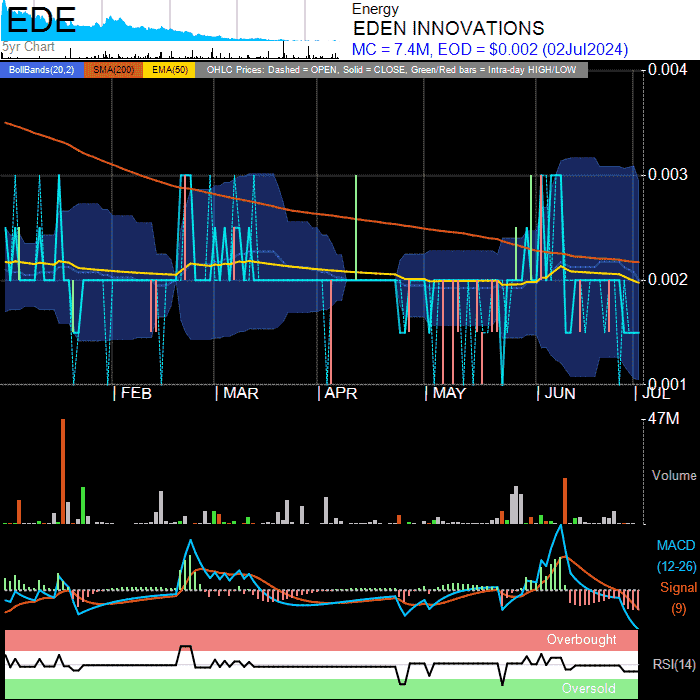 EDE
5yr Chart
Energy
EDEN INNOVATIONS
MC = 7.4M, EOD = $0.002 (02Jul2024)
BollBands(20,2) SMA(200) EMA(50) OHLC Prices: Dashed = OPEN, Solid = CLOSE, Green/Red bars = Intra-day HIGH/LOW
0.004
0.003
0.002
0.001
FEB MAR APR MAY JUN JUL
47M
Volume
MACD
(12-26)
Signal
(9)
Overbought
RSI(14)
Oversold